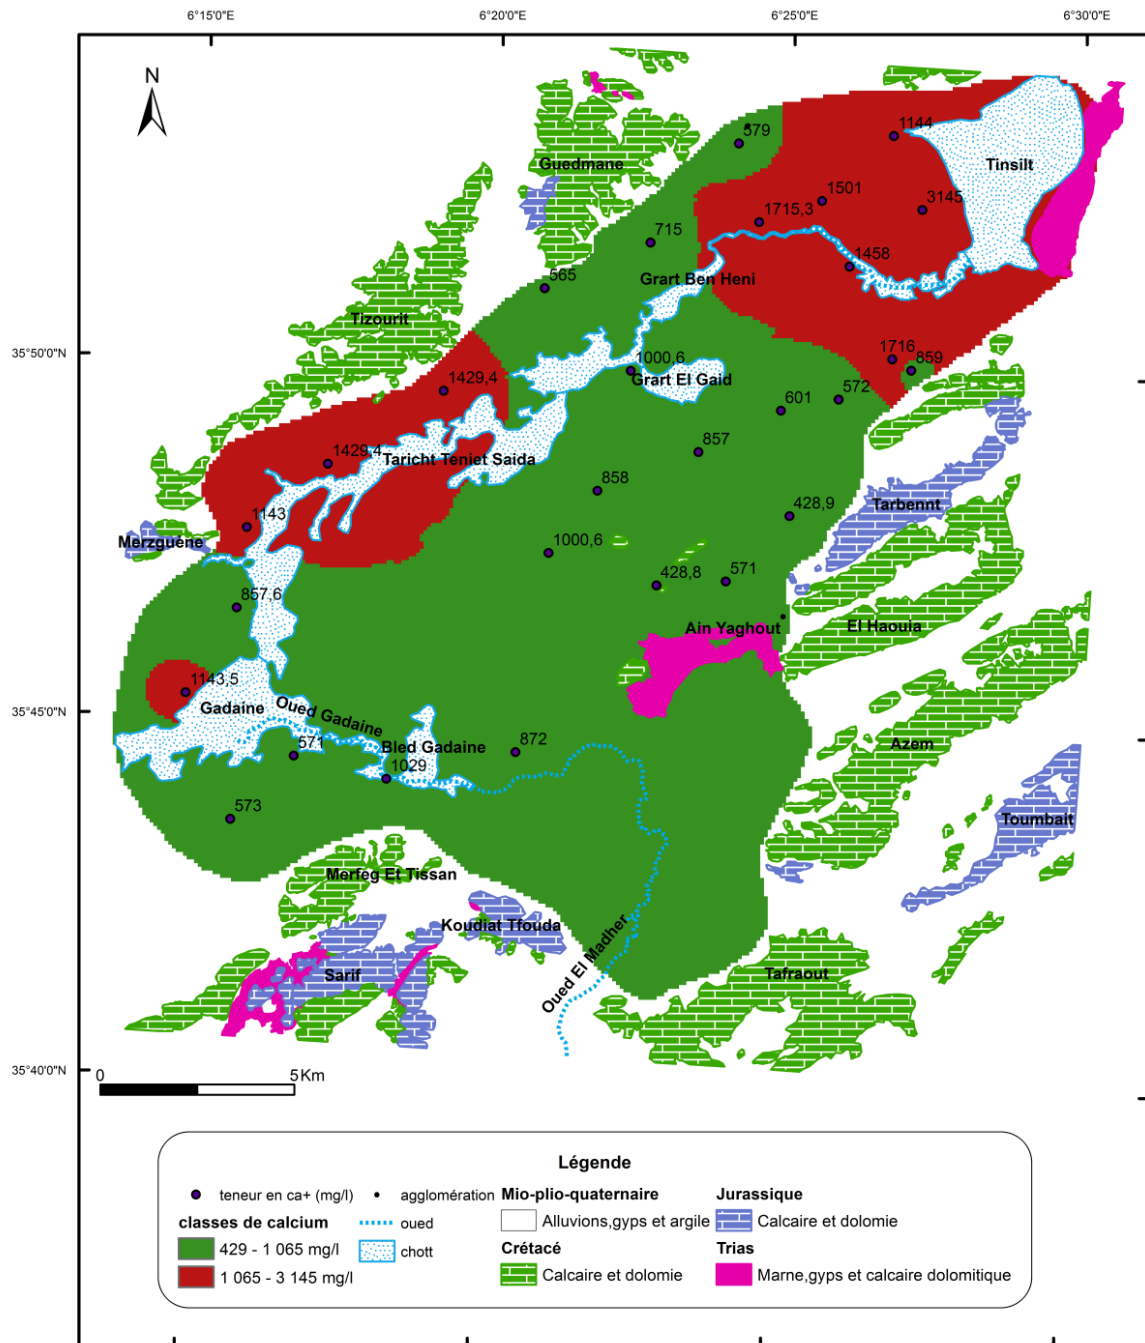 6°15'0"E 6°20'0"E 6°25'0"E 6°30'0"E
N
579
1144
Guedmane
Tinsilt
1501
3145
1715,3
715
1458
565
Grart Ben Heni
Tizourit
35°50'0"N
1716
859
1000,6
Grart El Gaid
1429,4
572
601
857
1429,4
Taricht Teniet Saida
858
428,9
Tarbennt
1143
Merzguène
1000,6
428,8
571
857,6
Ain Yaghout
El Haouia
1143,5
Gadaine
Oued Gadaine
35°45'0"N
571
Bled Gadaine
872
Azem
1029
573
Toumbait
Merfeg Et Tissan
Koudiat Tfouda
Oued El Madher
Sarif
Tafraout
35°40'0"N
0 5Km
Légende
teneur en ca+ (mg/l)
agglomération
Mio-plio-quaternaire
Jurassique
classes de calcium
oued
Alluvions,gyps et argile
Calcaire et dolomie
429 - 1 065 mg/l
chott
Crétacé
Trias
1 065 - 3 145 mg/l
Calcaire et dolomie
Marne,gyps et calcaire dolomitique